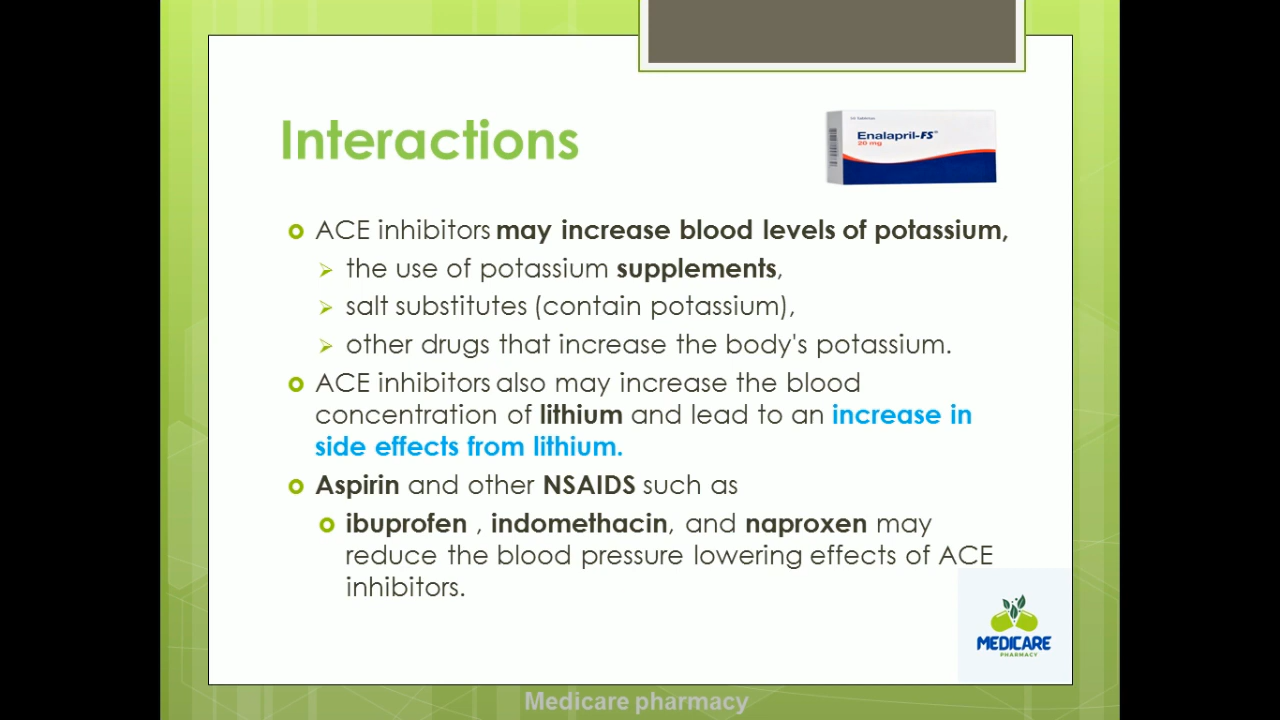 Interactions
Enalapril-FS™
20 mg
ACE inhibitors may increase blood levels of potassium,
the use of potassium supplements,
salt substitutes (contain potassium),
other drugs that increase the body's potassium.
ACE inhibitors also may increase the blood
concentration of lithium and lead to an increase in
side effects from lithium.
Aspirin and other NSAIDS such as
ibuprofen , indomethacin, and naproxen may
reduce the blood pressure lowering effects of ACE
inhibitors.
MEDICARE
PHARMACY
Medicare pharmacy